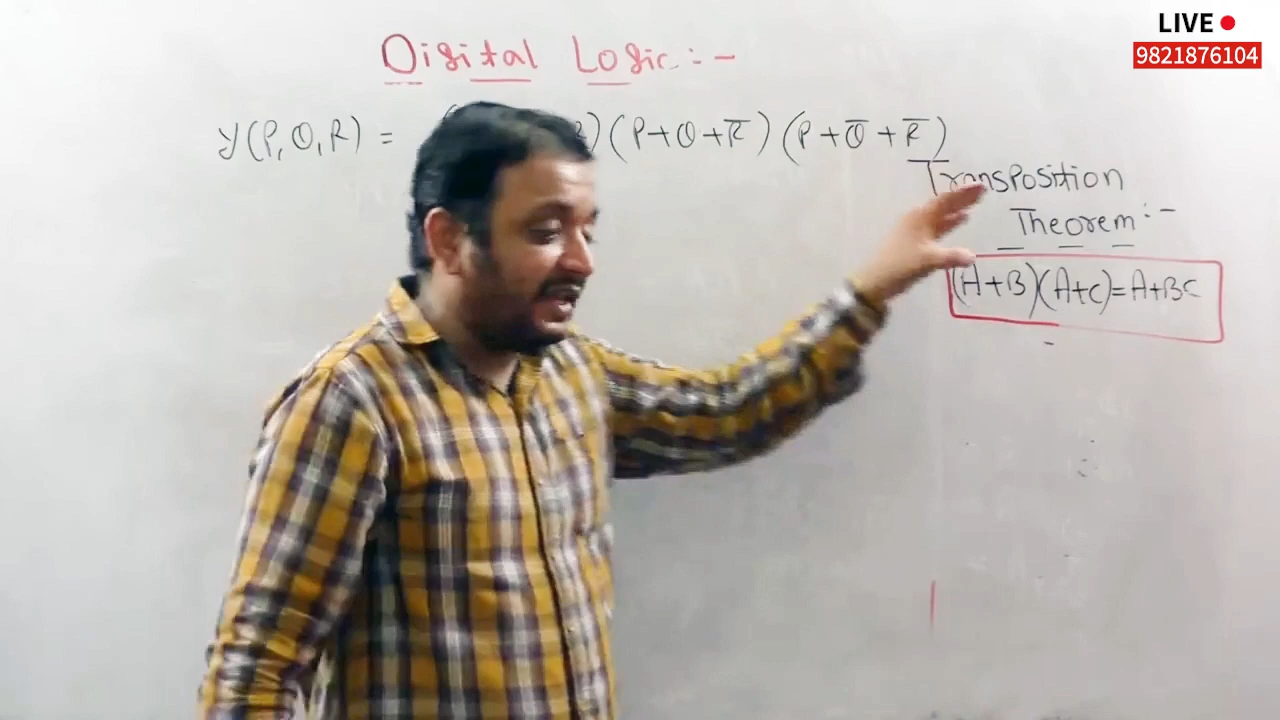 LIVE
9821876104
Digital Logic :-
Y(P,Q,R) = ( )(P+Q+R̅)(P+Q̅+R̅)
Transposition
Theorem :-
(A+B)(A+C)=A+BC